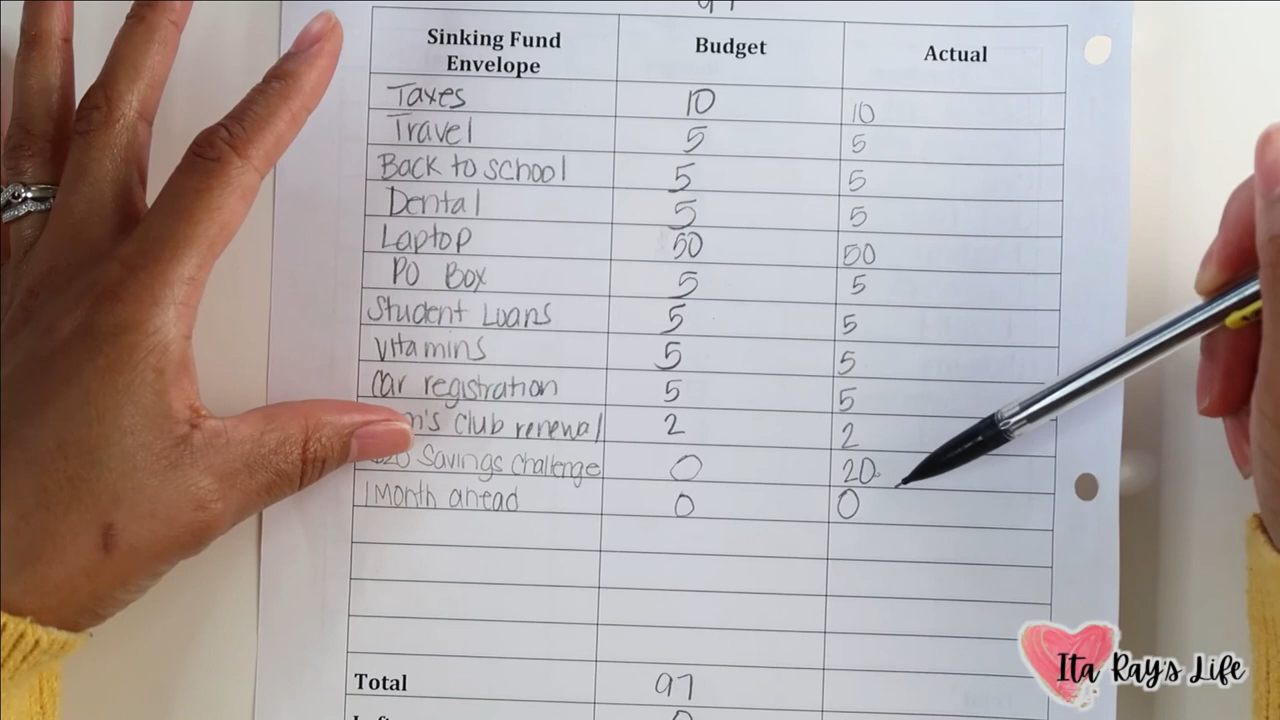 Sinking Fund Envelope Budget Actual
Taxes 10 10
Travel 5 5
Back to school 5 5
Dental 5 5
Laptop 50 50
PO Box 5 5
Student Loans 5 5
Vitamins 5 5
Car registration 5 5
Club renewal 2 2
Savings Challenge 0 20
1 Month ahead 0 0
Total 97
0
Ita Ray's Life